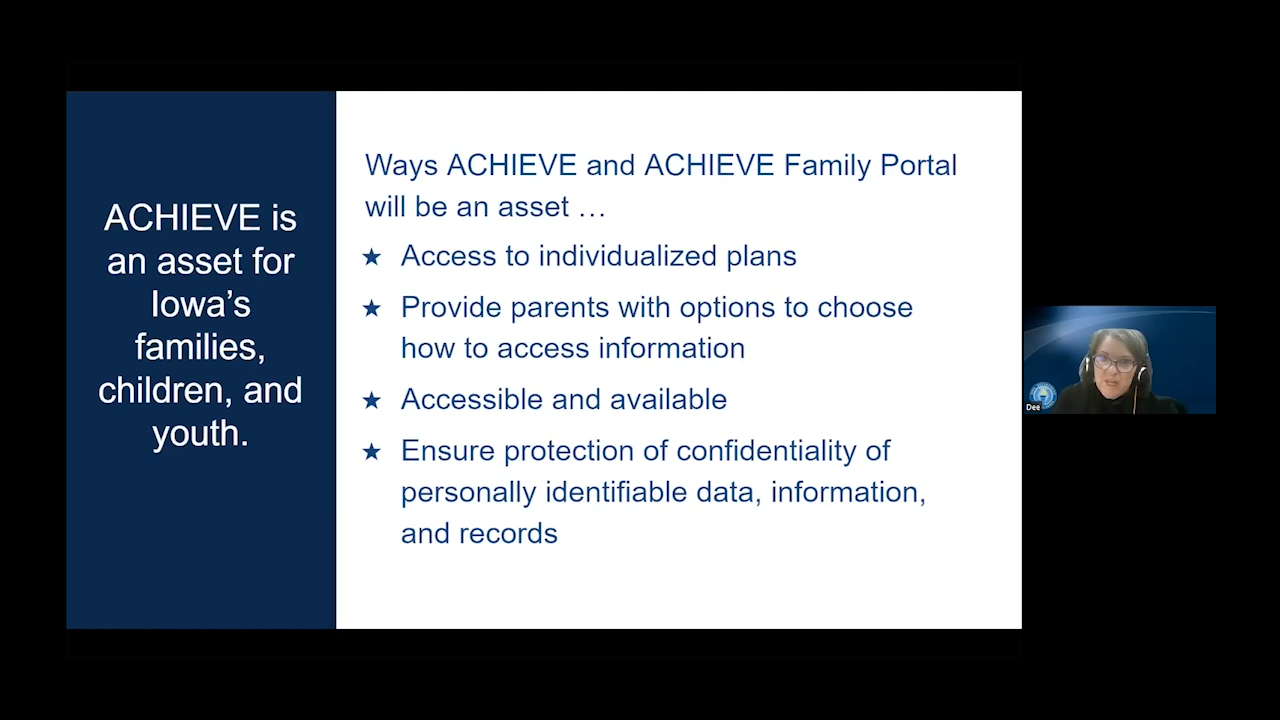 ACHIEVE is
an asset for
Iowa’s
families,
children, and
youth.
Ways ACHIEVE and ACHIEVE Family Portal
will be an asset …
★ Access to individualized plans
★ Provide parents with options to choose
how to access information
★ Accessible and available
★ Ensure protection of confidentiality of
personally identifiable data, information,
and records
Dee